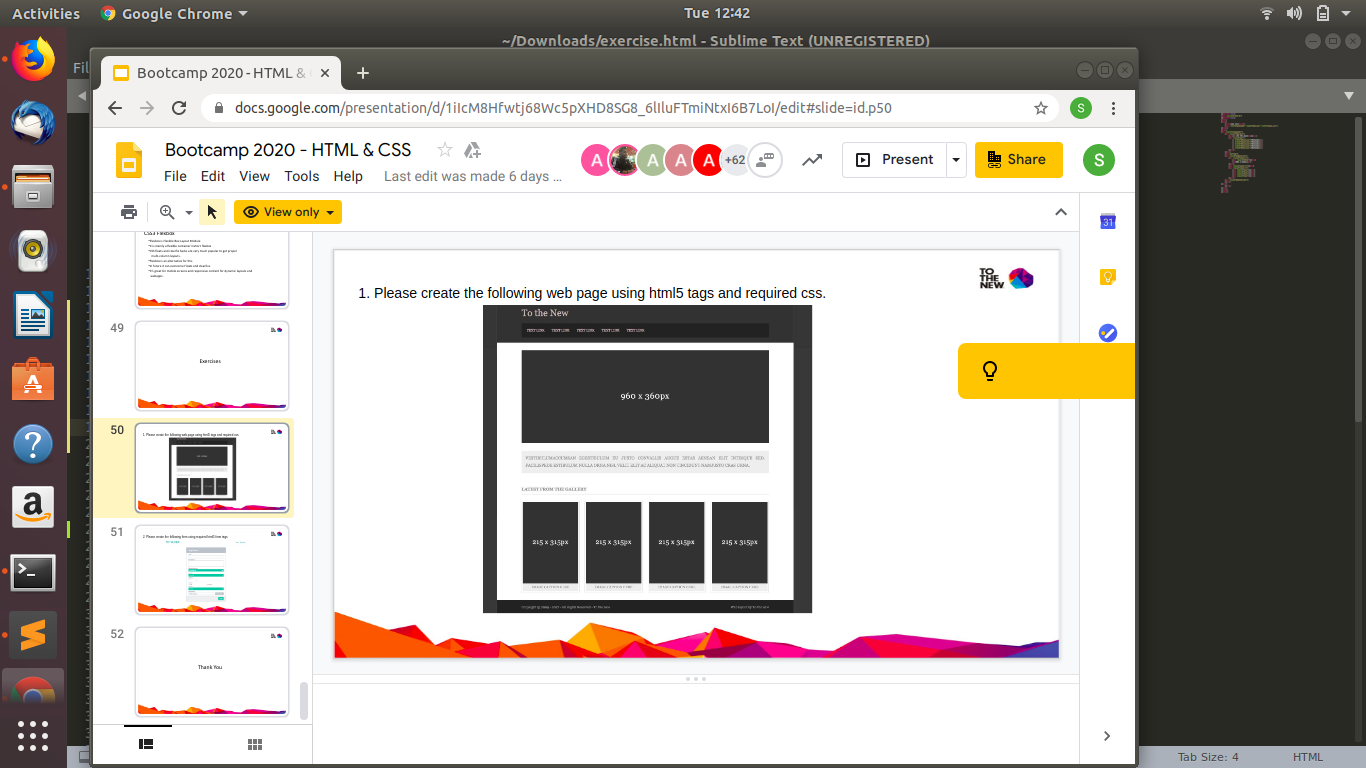 Activities
Google Chrome
Tue 12:42
~/Downloads/exercise.html - Sublime Text (UNREGISTERED)
Fil
Bootcamp 2020 - HTML &
docs.google.com/presentation/d/1iIcM8Hfwtj68Wc5pXHD8SG8_6lIluFTmiNtxI6B7LoI/edit#slide=id.p50
S
Bootcamp 2020 - HTML & CSS
File Edit View Tools Help
Last edit was made 6 days ...
A A A A +62
Present
Share
S
View only
31
CSS3 Flexbox
49
Exercises
50
1. Please create the following web page using html5 tags and required css.
51
2. Please create the following form using required html5 form tags.
52
Thank You
TO THE NEW
1. Please create the following web page using html5 tags and required css.
To the New
TEXT LINK TEXT LINK TEXT LINK TEXT LINK TEXT LINK
960 x 360px
LATEST FROM THE GALLERY
215 x 315px 215 x 315px 215 x 315px 215 x 315px
Tab Size: 4
HTML